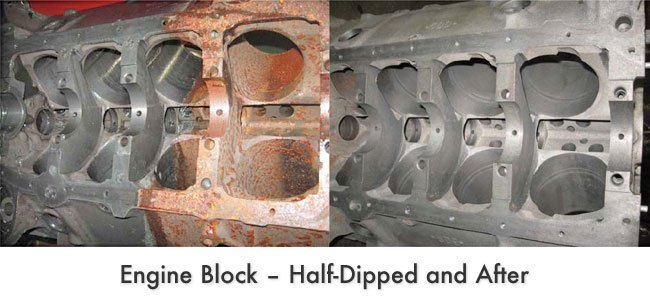 Engine Block – Half-Dipped and After